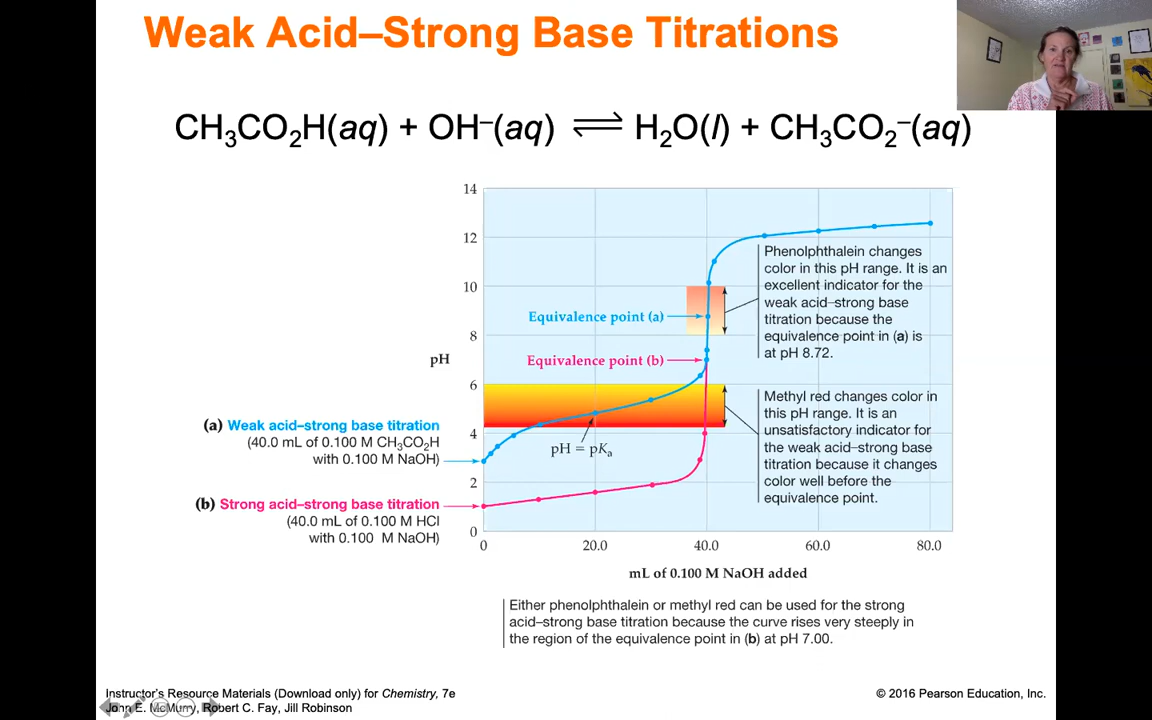 Weak Acid–Strong Base Titrations
CH₃CO₂H(aq) + OH⁻(aq) ⇌ H₂O(l) + CH₃CO₂⁻(aq)
14
12
10
8
6
4
2
0
pH
0
20.0
40.0
60.0
80.0
mL of 0.100 M NaOH added
Equivalence point (a)
Equivalence point (b)
pH = pKₐ
(a) Weak acid–strong base titration
(40.0 mL of 0.100 M CH₃CO₂H
with 0.100 M NaOH)
(b) Strong acid–strong base titration
(40.0 mL of 0.100 M HCl
with 0.100 M NaOH)
Phenolphthalein changes
color in this pH range. It is an
excellent indicator for the
weak acid–strong base
titration because the
equivalence point in (a) is
at pH 8.72.
Methyl red changes color in
this pH range. It is an
unsatisfactory indicator for
the weak acid–strong base
titration because it changes
color well before the
equivalence point.
Either phenolphthalein or methyl red can be used for the strong
acid–strong base titration because the curve rises very steeply in
the region of the equivalence point in (b) at pH 7.00.
Instructor's Resource Materials (Download only) for Chemistry, 7e
John E. McMurry, Robert C. Fay, Jill Robinson
© 2016 Pearson Education, Inc.